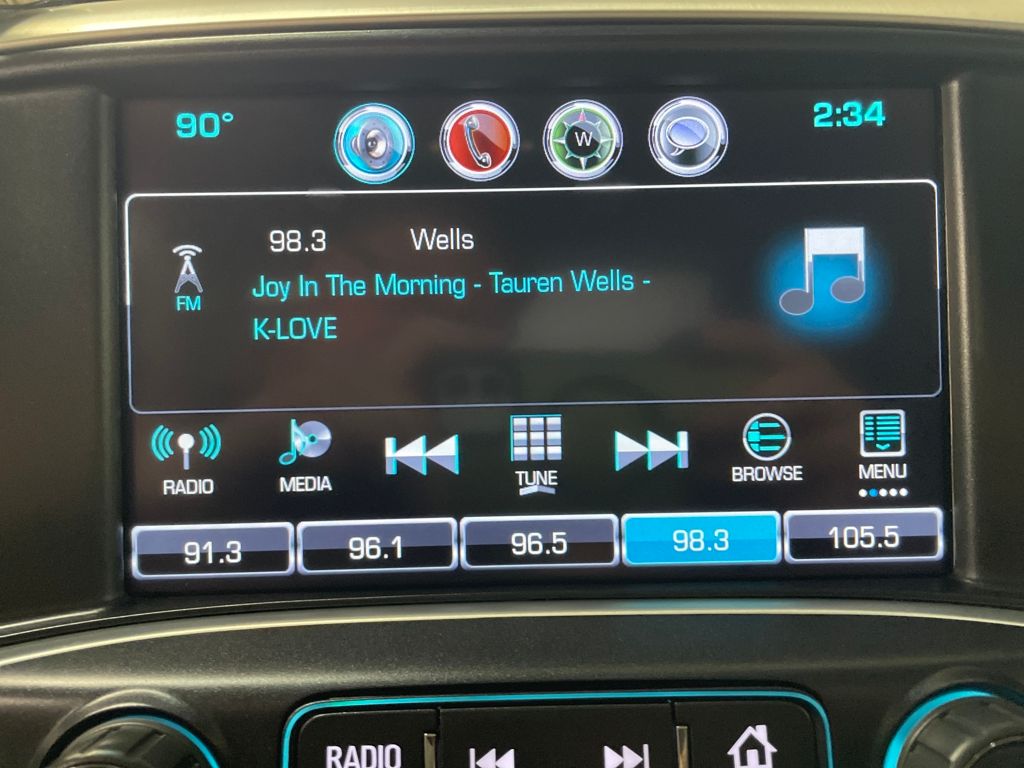 90° 2:34
W
98.3 Wells
FM
Joy In The Morning - Tauren Wells -
K-LOVE
RADIO MEDIA TUNE BROWSE MENU
91.3 96.1 96.5 98.3 105.5
RADIO